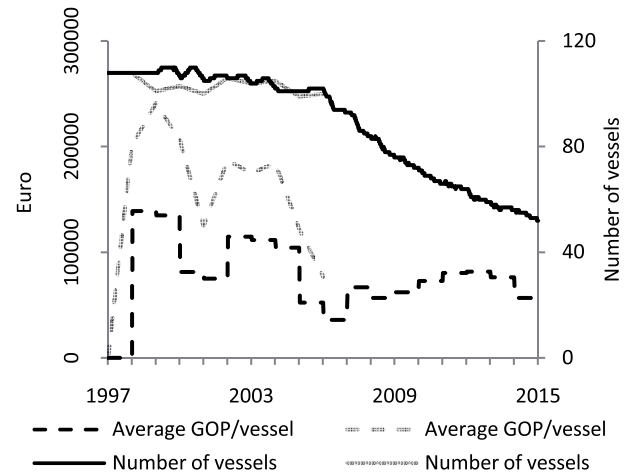 300000
200000
100000
0
Euro
120
80
40
0
Number of vessels
1997
2003
2009
2015
Average GOP/vessel
Average GOP/vessel
Number of vessels
Number of vessels